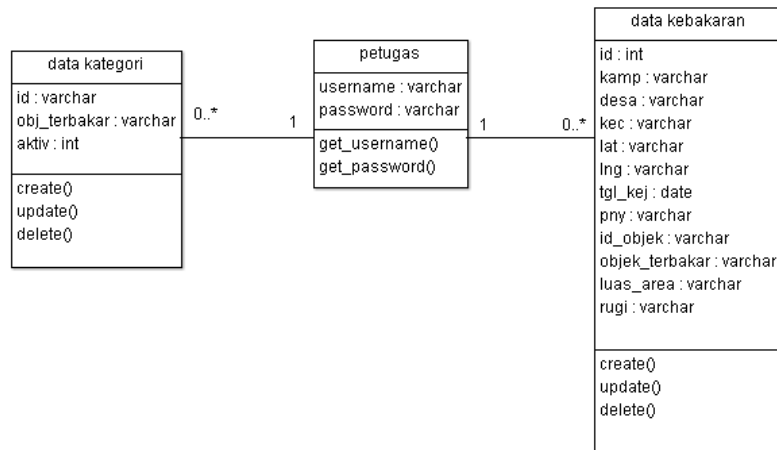 data kategori
id : varchar
obj_terbakar : varchar
aktiv : int
create()
update()
delete()
0..*
1
petugas
username : varchar
password : varchar
get_username()
get_password()
1
0..*
data kebakaran
id : int
kamp : varchar
desa : varchar
kec : varchar
lat : varchar
lng : varchar
tgl_kej : date
pny : varchar
id_objek : varchar
objek_terbakar : varchar
luas_area : varchar
rugi : varchar
create()
update()
delete()